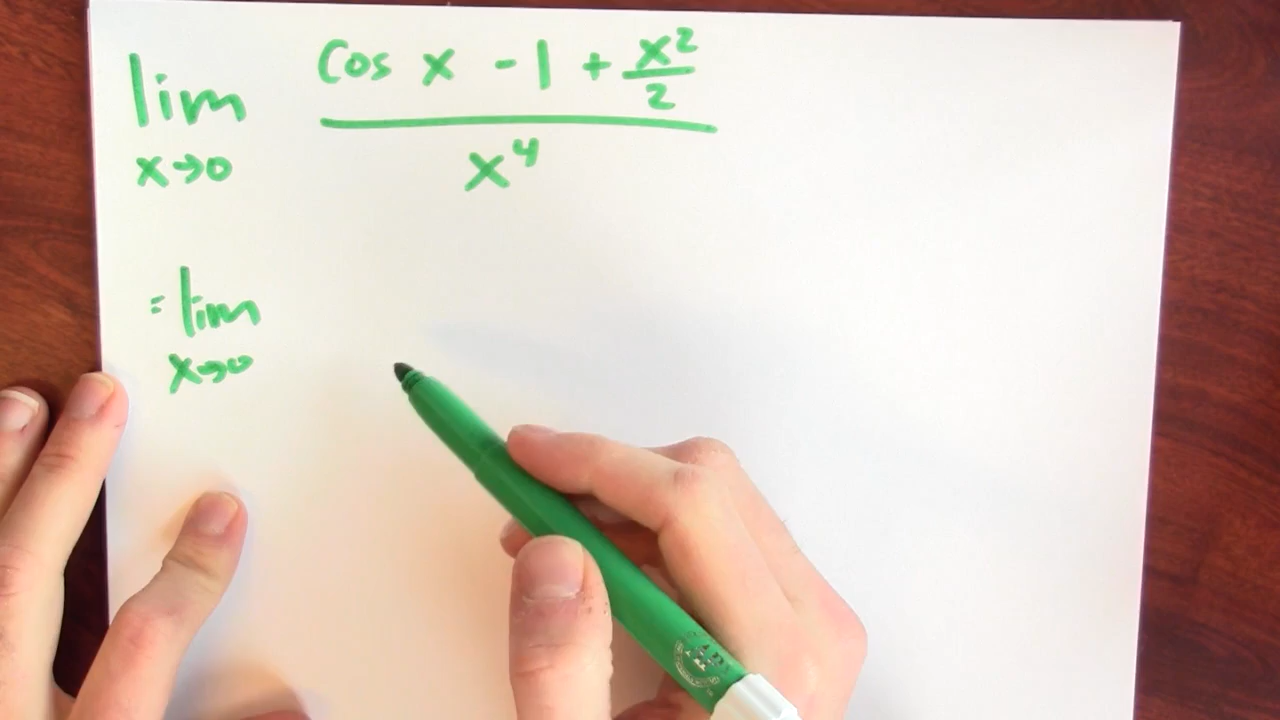 lim x→0 (cos x - 1 + x²/2) / x⁴
= lim x→0